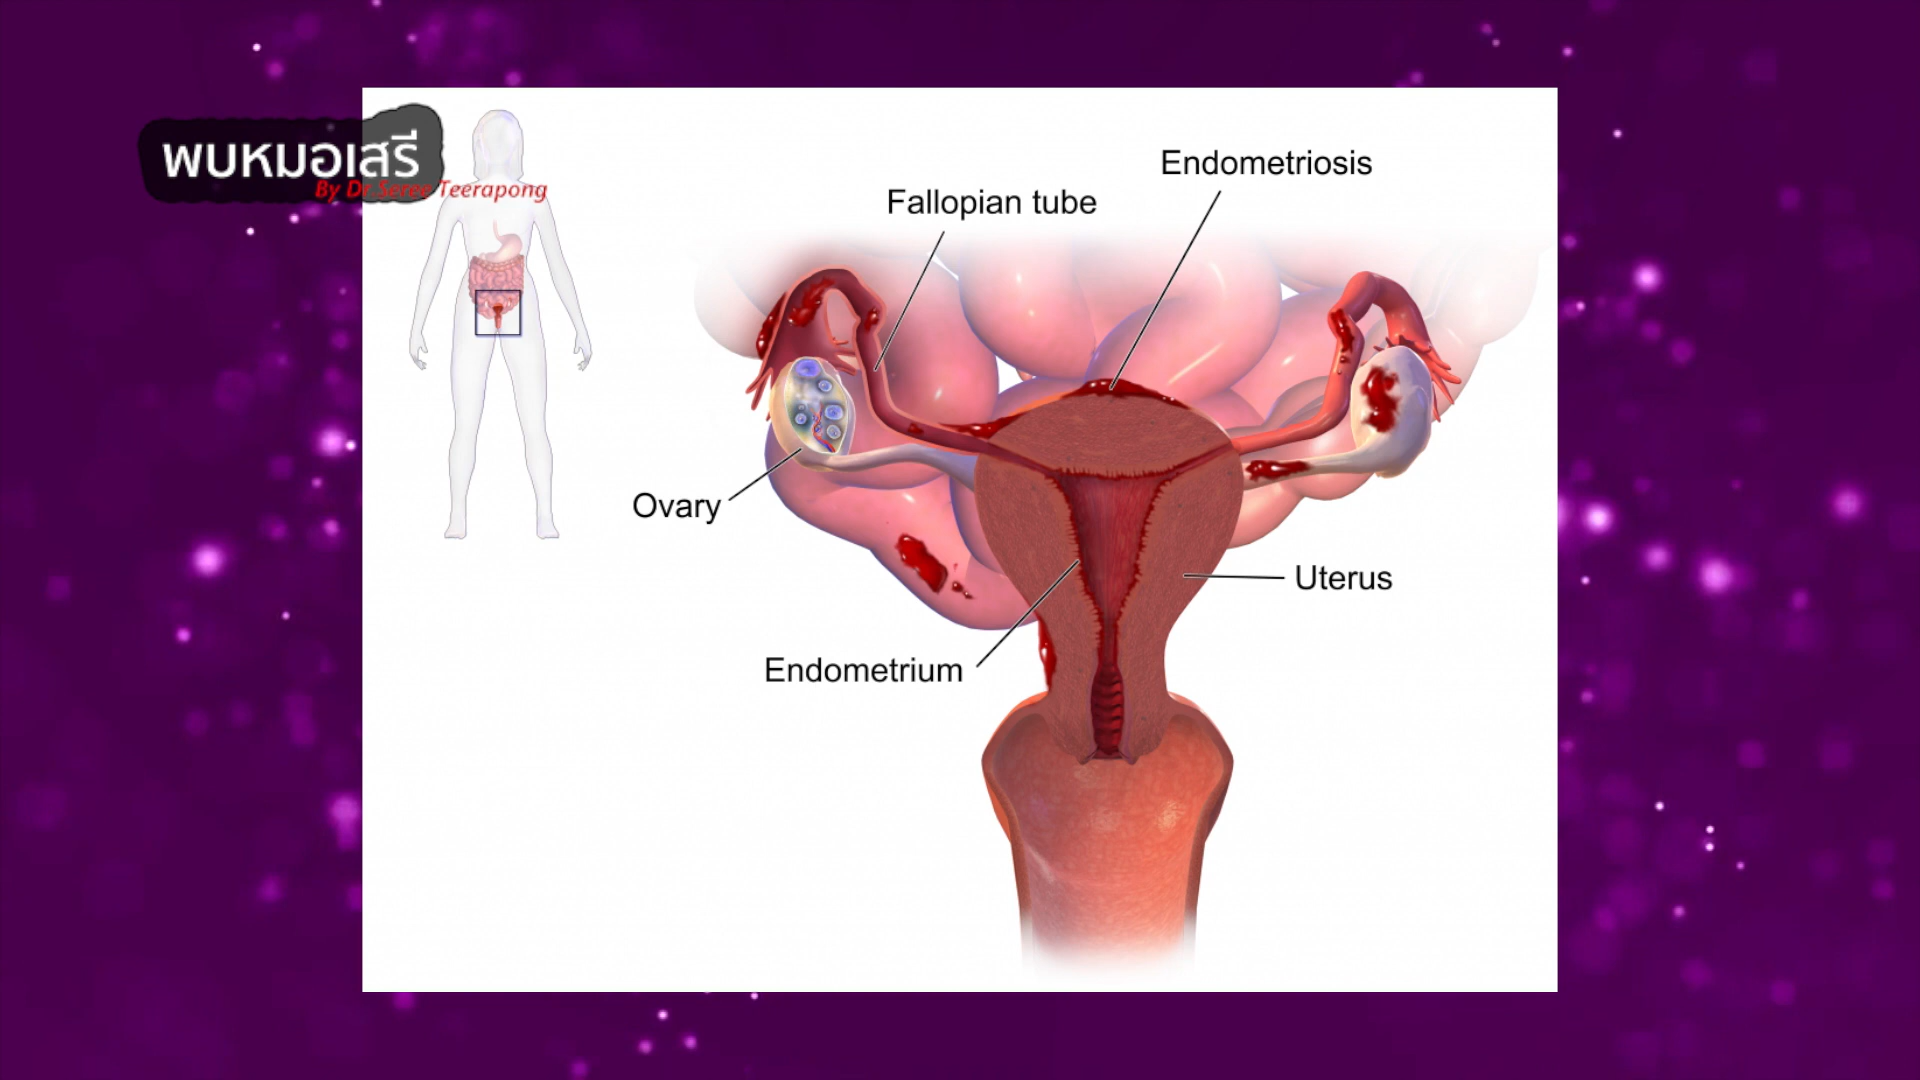 พบหมอเสรี
By Dr.Seree Teerapong
Endometriosis
Fallopian tube
Ovary
Uterus
Endometrium